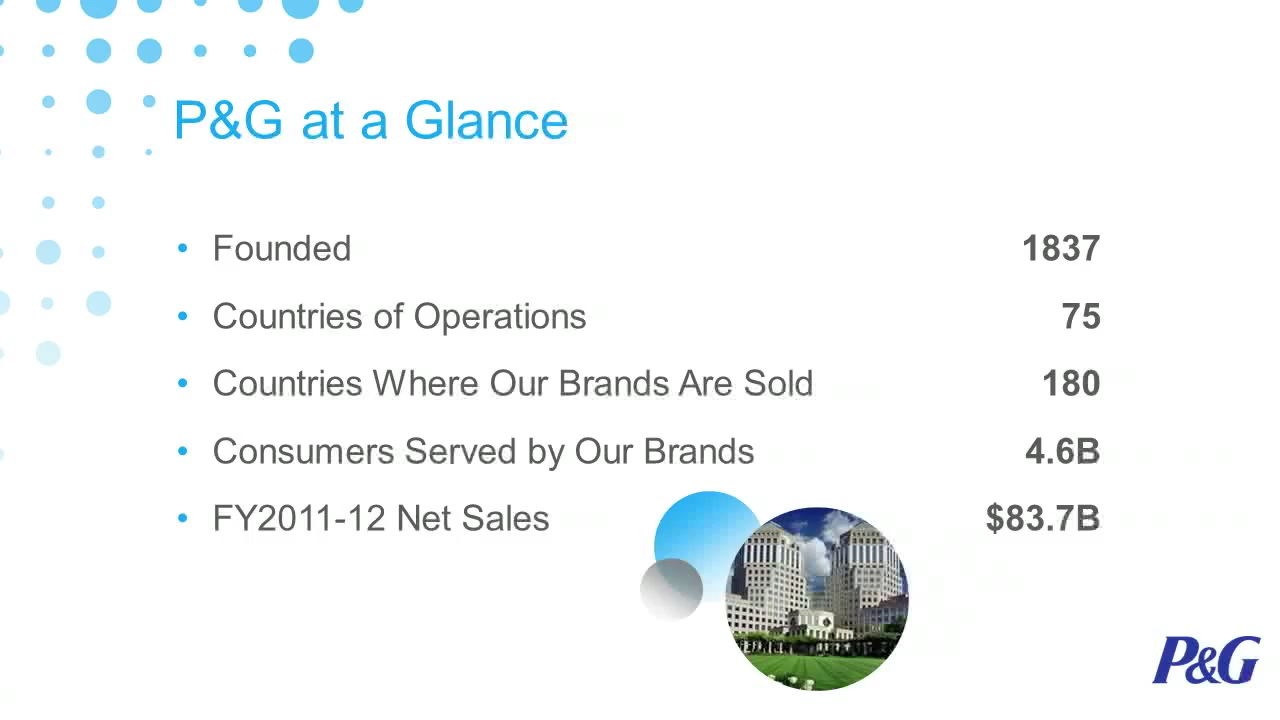 P&G at a Glance
• Founded 1837
• Countries of Operations 75
• Countries Where Our Brands Are Sold 180
• Consumers Served by Our Brands 4.6B
• FY2011-12 Net Sales $83.7B
P&G